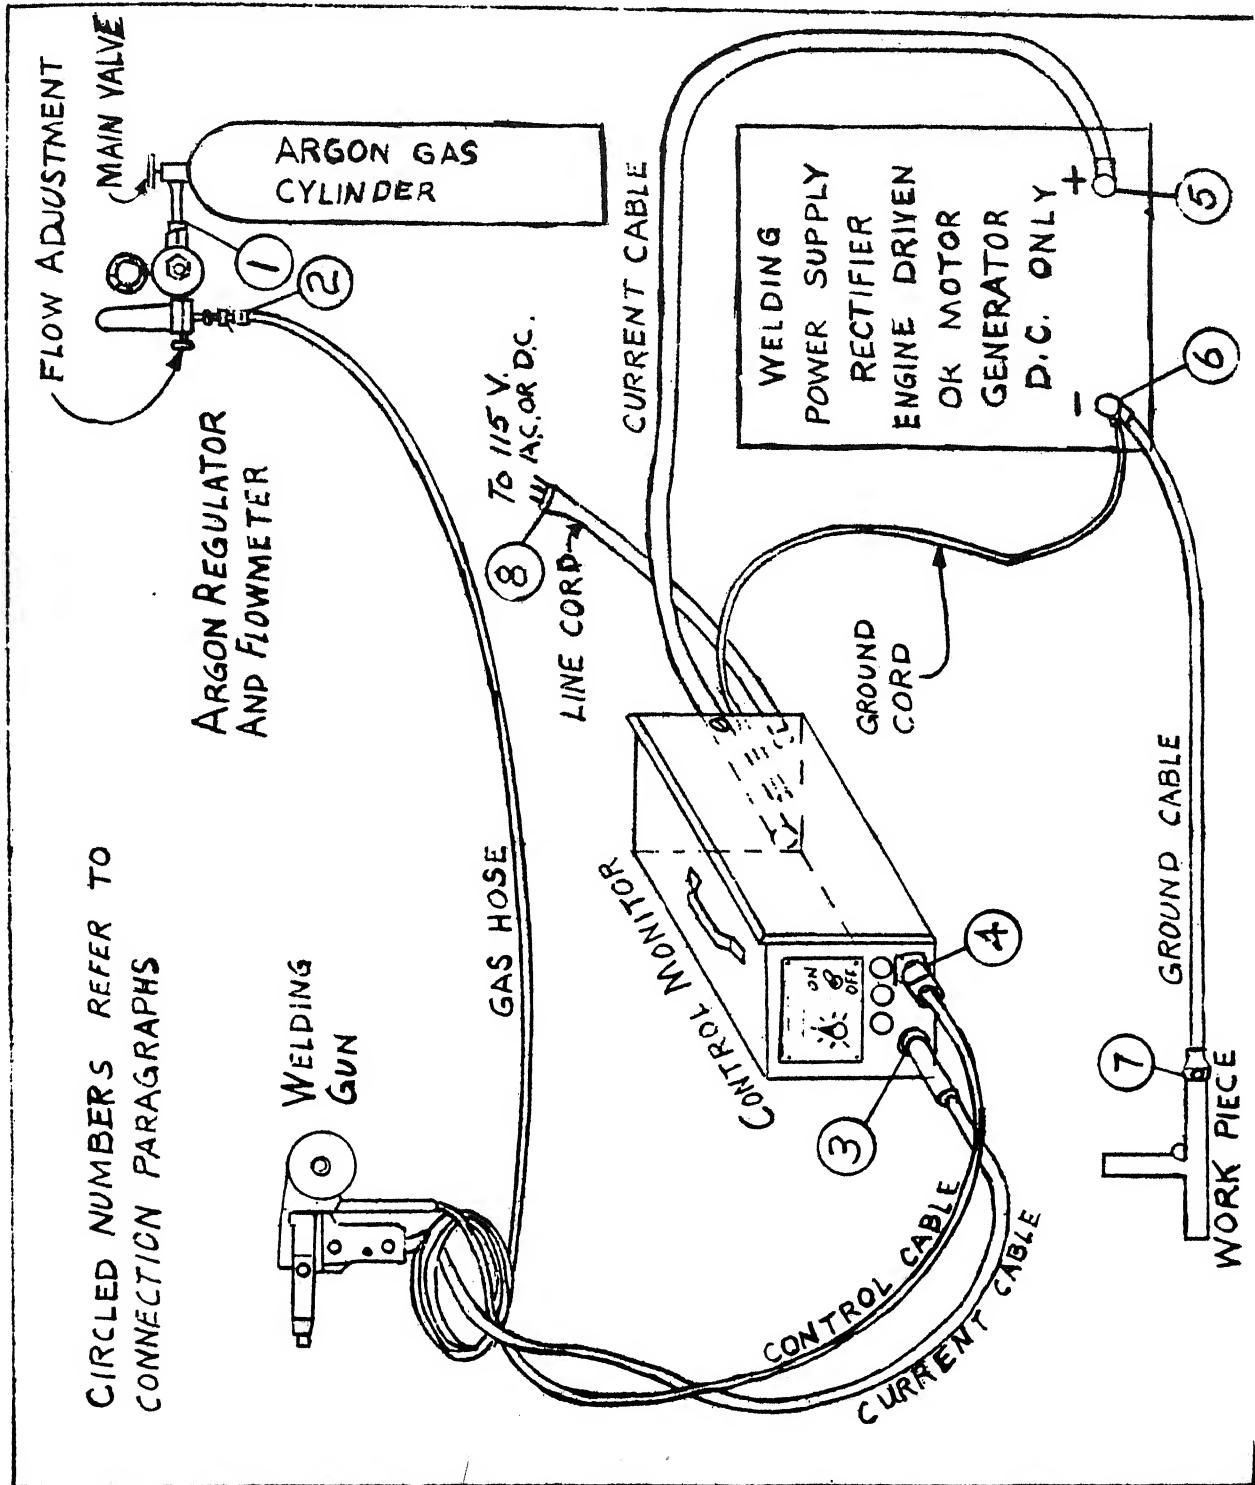 CIRCLED NUMBERS REFER TO
CONNECTION PARAGRAPHS
FLOW ADJUSTMENT
MAIN VALVE
ARGON GAS
CYLINDER
1
2
ARGON REGULATOR
AND FLOWMETER
WELDING
GUN
GAS HOSE
TO 115 V.
A.C. OR D.C.
8
LINE CORD
CURRENT CABLE
CONTROL MONITOR
ON
OFF
3
4
CONTROL CABLE
CURRENT CABLE
GROUND
CORD
WELDING
POWER SUPPLY
RECTIFIER
ENGINE DRIVEN
OR MOTOR
GENERATOR
D.C. ONLY
- +
6
5
GROUND CABLE
7
WORK PIECE